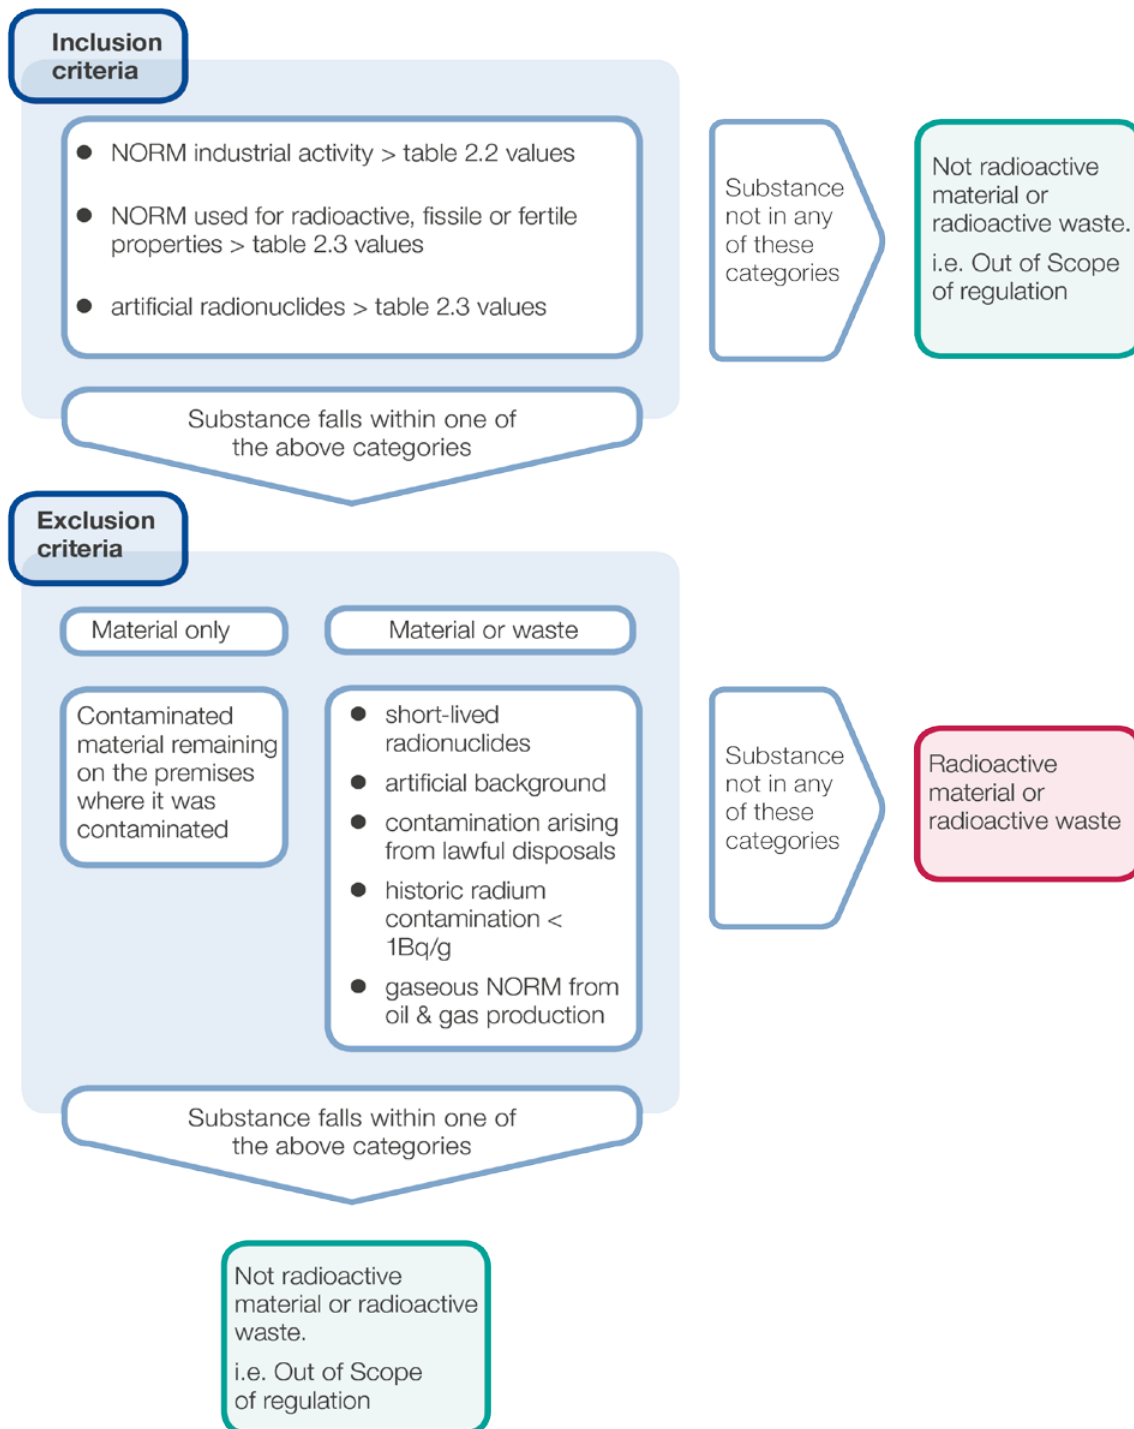 Inclusion
criteria
● NORM industrial activity > table 2.2 values
● NORM used for radioactive, fissile or fertile
properties > table 2.3 values
● artificial radionuclides > table 2.3 values
Substance
not in any
of these
categories
Not radioactive
material or
radioactive waste.
i.e. Out of Scope
of regulation
Substance falls within one of
the above categories
Exclusion
criteria
Material only
Contaminated
material remaining
on the premises
where it was
contaminated
Material or waste
● short-lived
radionuclides
● artificial background
● contamination arising
from lawful disposals
● historic radium
contamination <
1Bq/g
● gaseous NORM from
oil & gas production
Substance
not in any
of these
categories
Radioactive
material or
radioactive waste
Substance falls within one of
the above categories
Not radioactive
material or radioactive
waste.
i.e. Out of Scope
of regulation